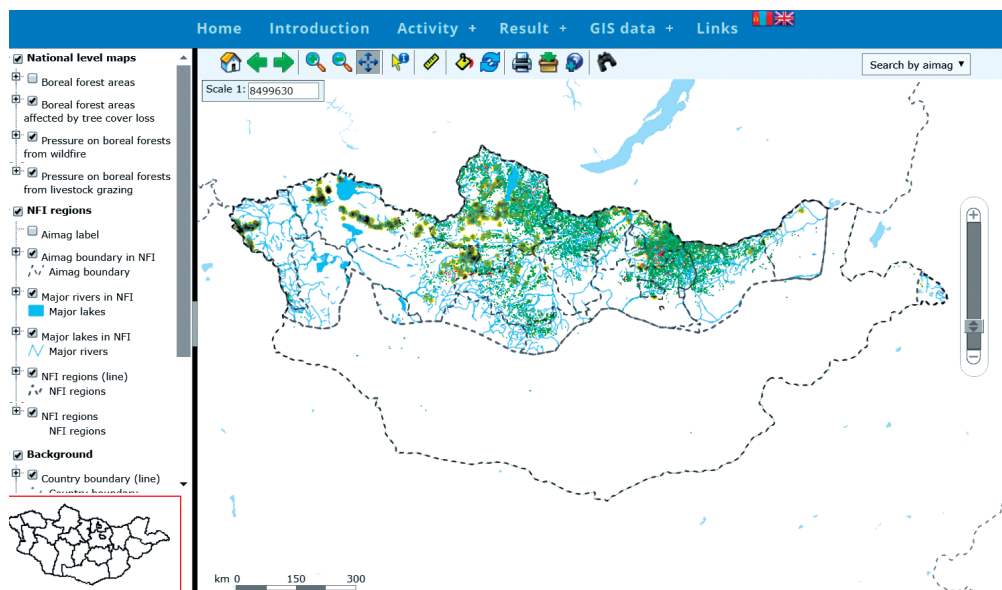 Home Introduction Activity + Result + GIS data + Links
National level maps
Boreal forest areas
Boreal forest areas
affected by tree cover loss
Pressure on boreal forests
from wildfire
Pressure on boreal forests
from livestock grazing
NFI regions
Aimag label
Aimag boundary in NFI
Aimag boundary
Major rivers in NFI
Major lakes
Major lakes in NFI
Major rivers
NFI regions (line)
NFI regions
NFI regions
NFI regions
Background
Country boundary (line)
Country boundary
Search by aimag ▼
Scale 1: 8499630
km 0 150 300